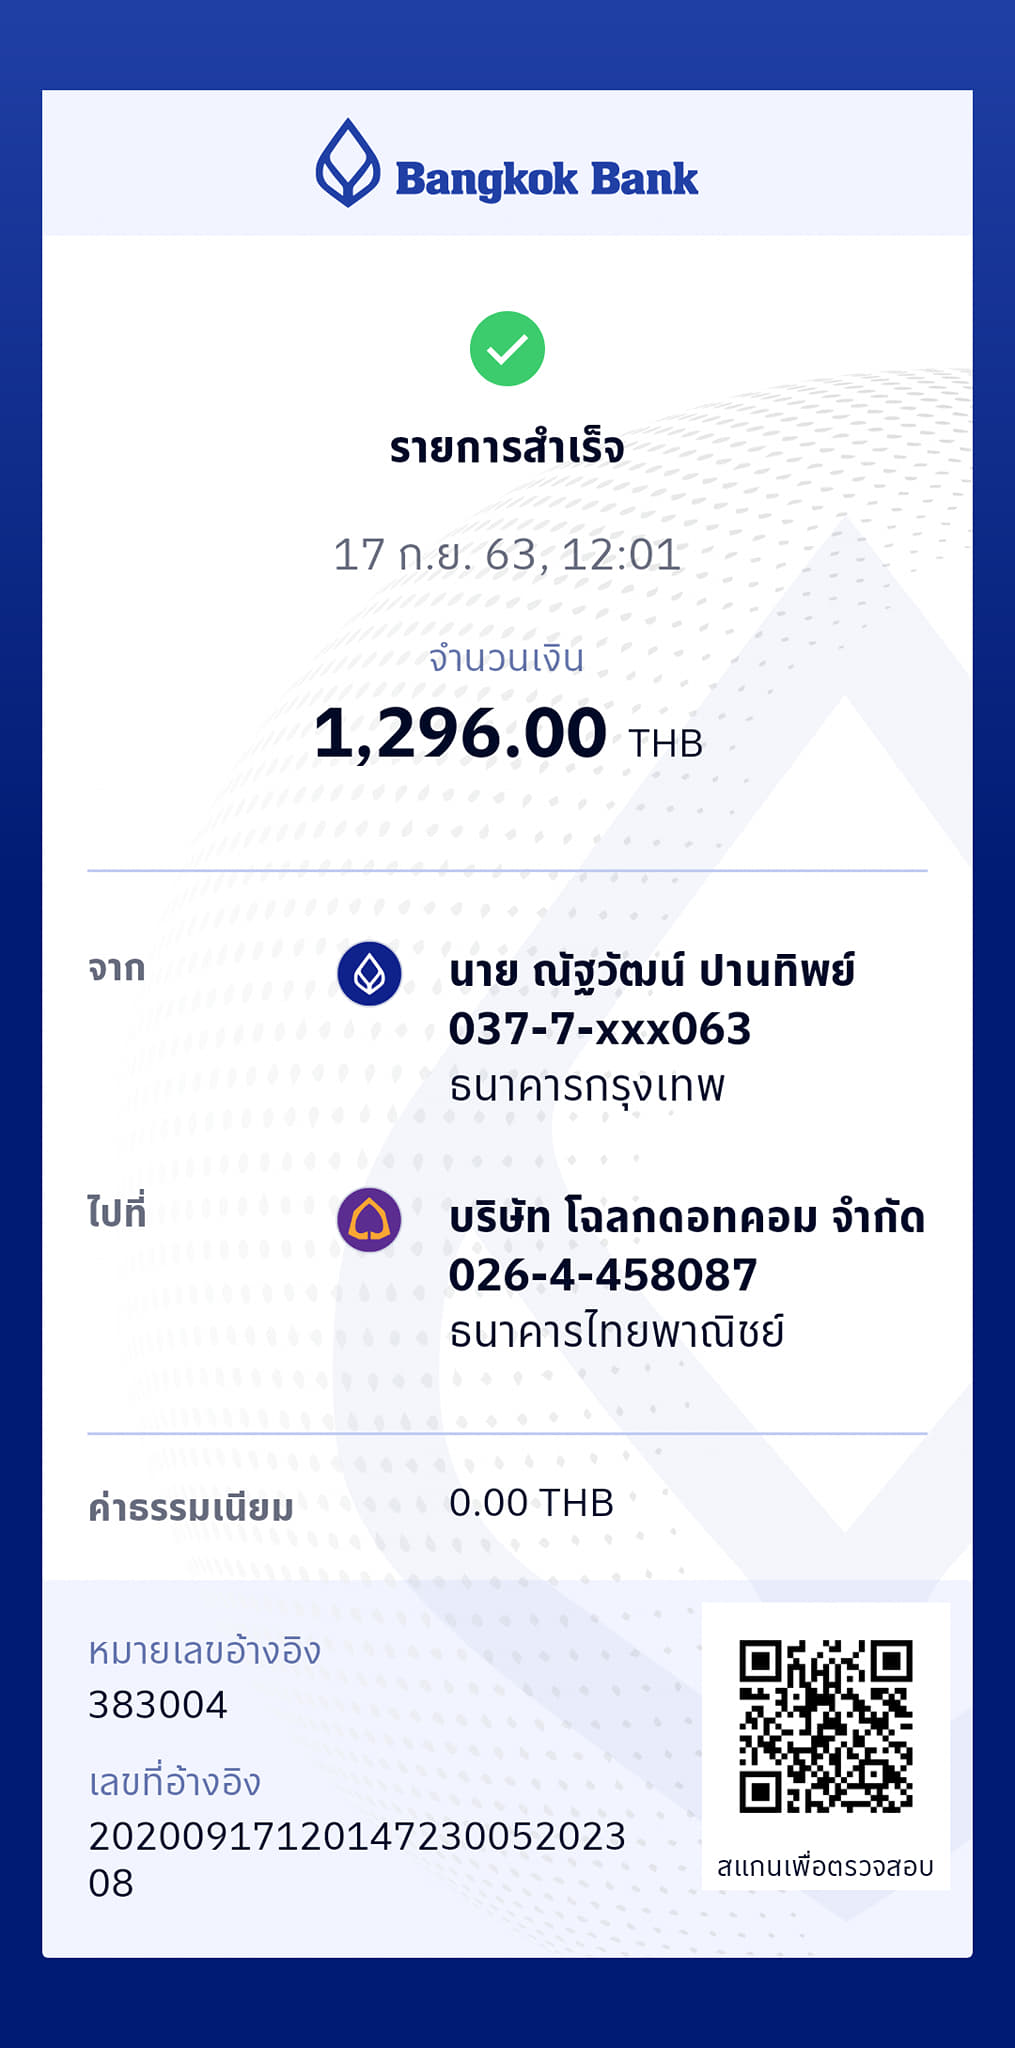 Bangkok Bank
รายการสำเร็จ
17 ก.ย. 63, 12:01
จำนวนเงิน
1,296.00 THB
จาก
นาย ณัฐวัฒน์ ปานทิพย์
037-7-xxx063
ธนาคารกรุงเทพ
ไปที่
บริษัท โฉลกดอทคอม จำกัด
026-4-458087
ธนาคารไทยพาณิชย์
ค่าธรรมเนียม 0.00 THB
หมายเลขอ้างอิง
383004
เลขที่อ้างอิง
20200917120147230052023
08
สแกนเพื่อตรวจสอบ